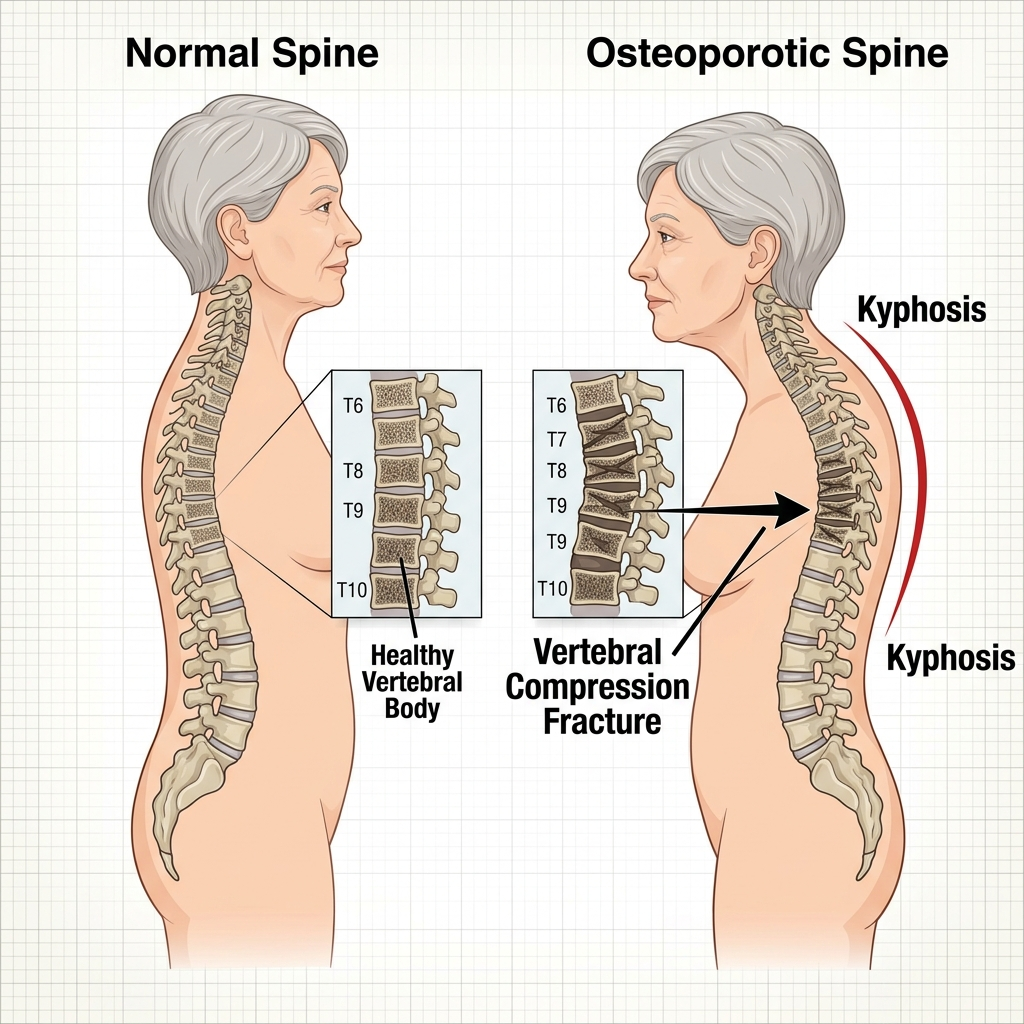 Normal Spine
Osteoporotic Spine
Kyphosis
T6
T8
T9
T10
T6
T7
T8
T9
T9
T10
Healthy
Vertebral
Body
Vertebral
Compression
Fracture
Kyphosis